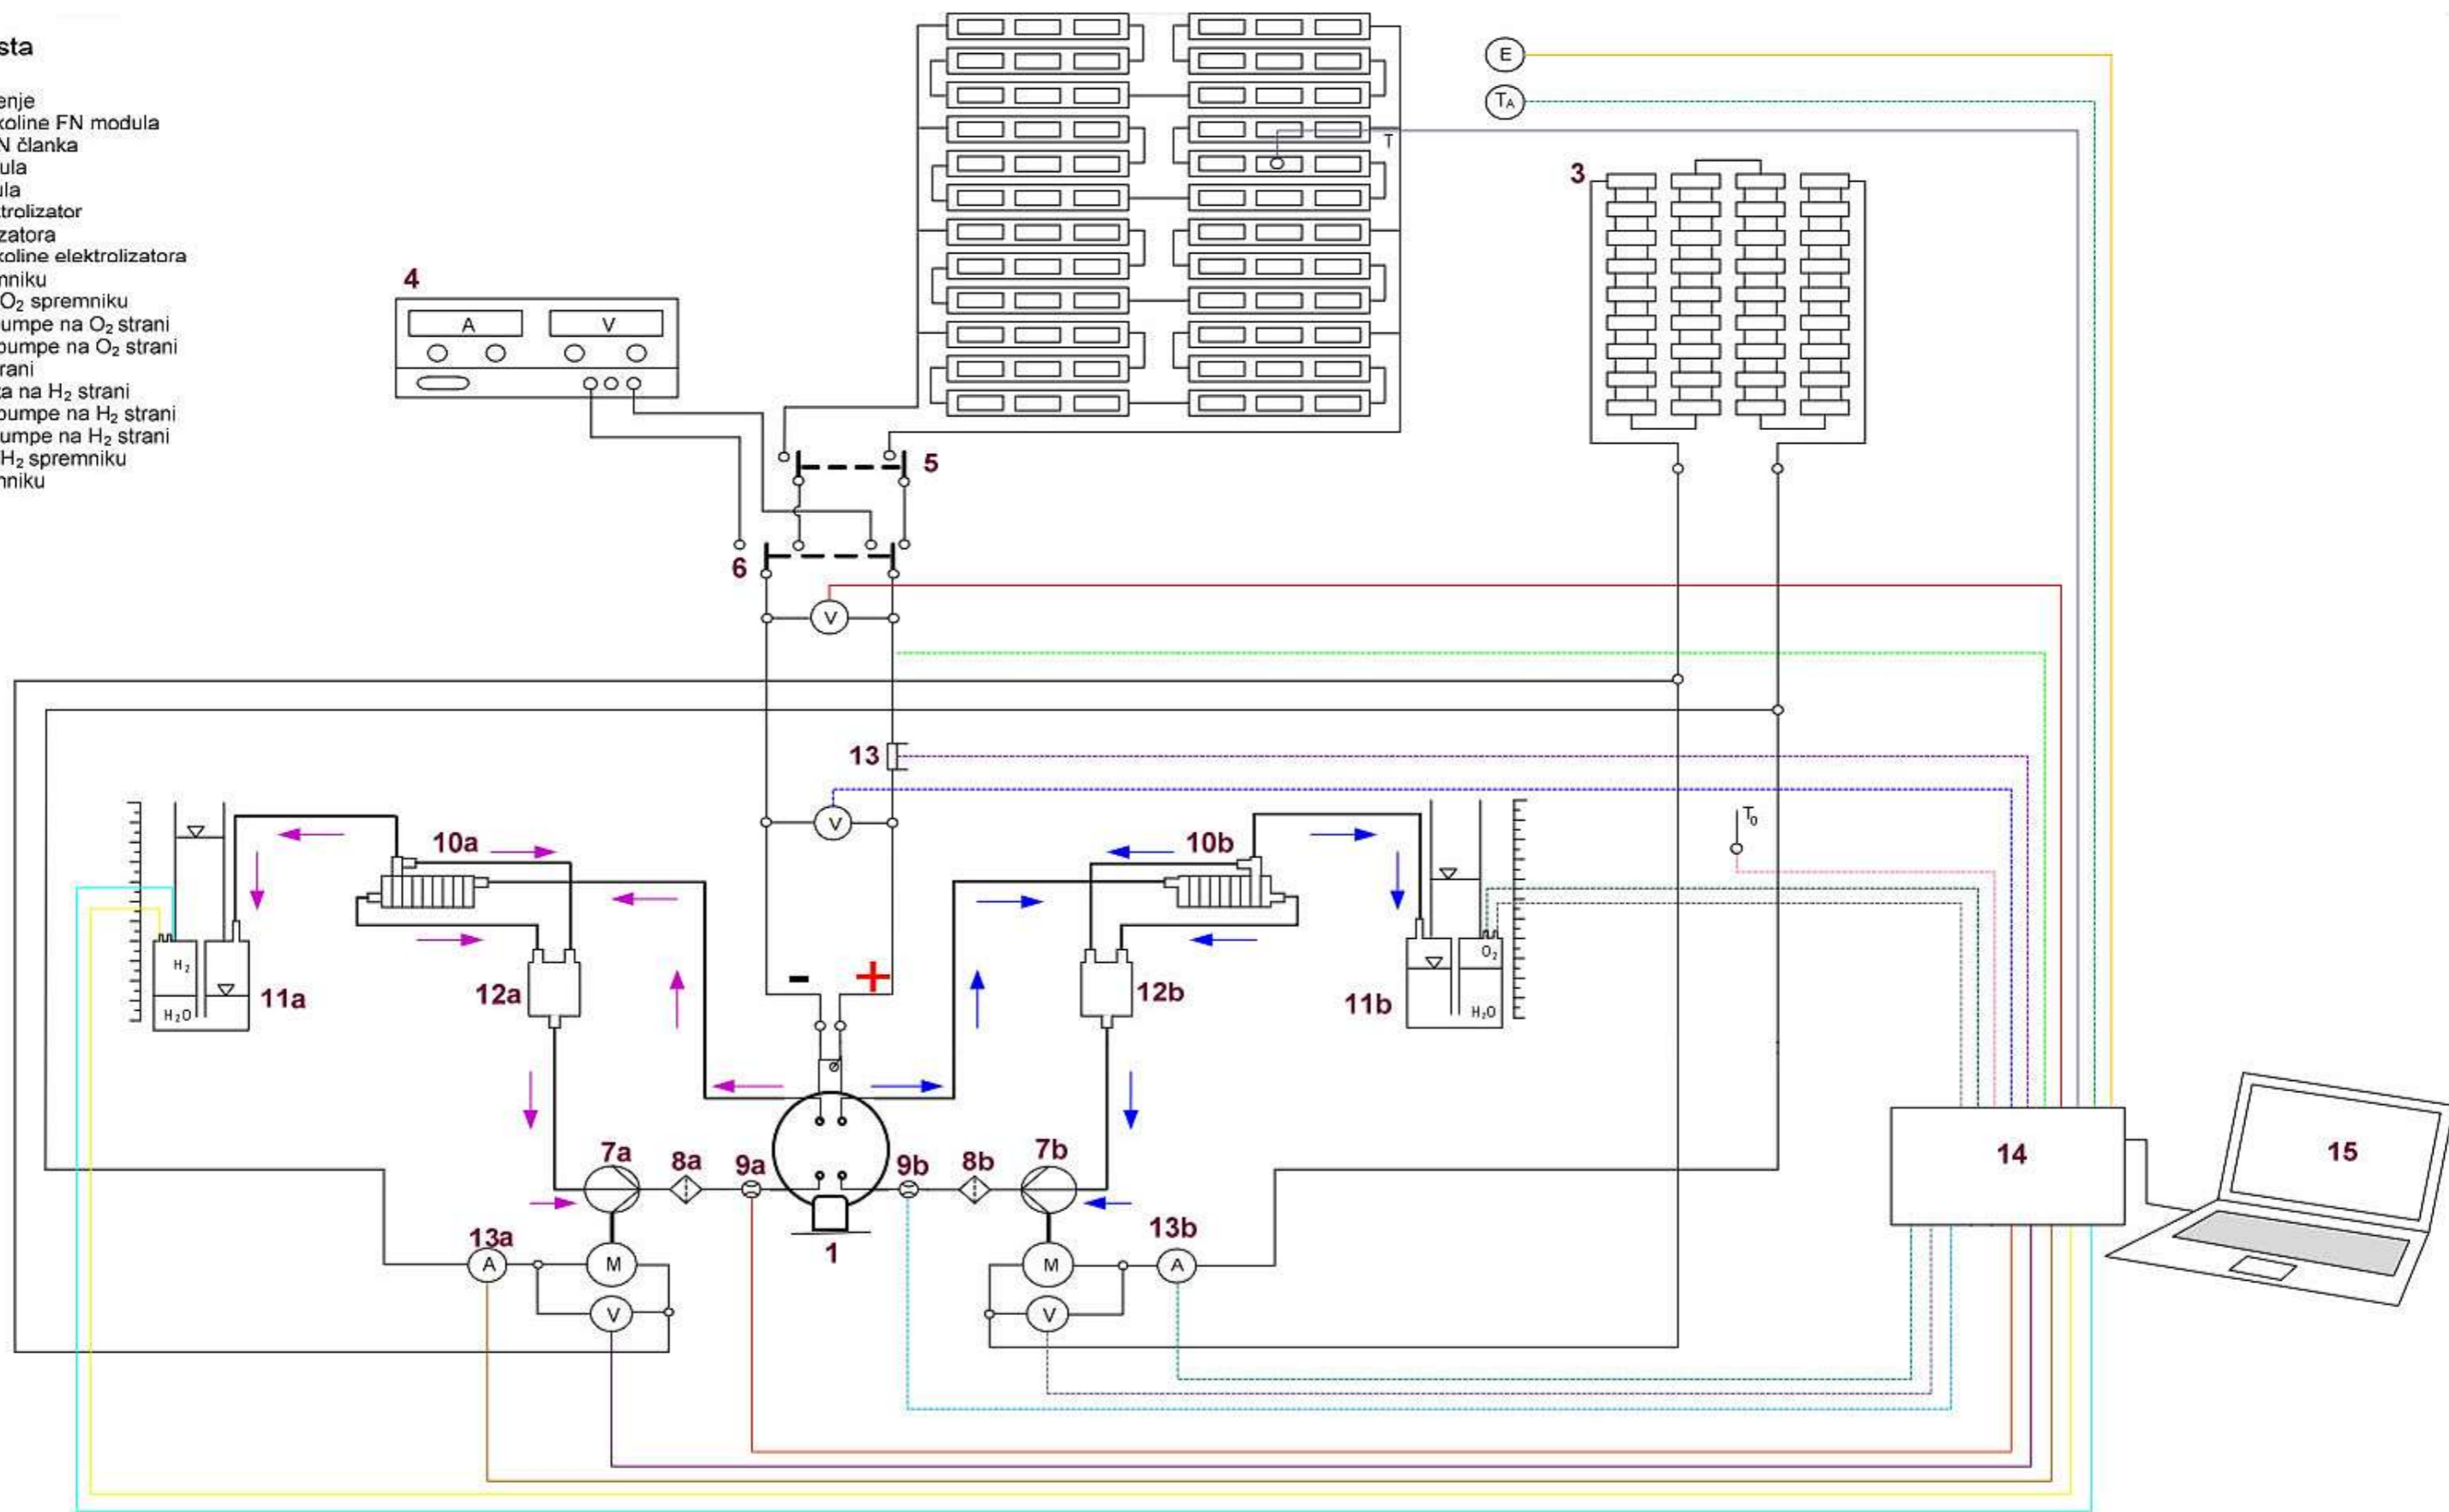 sta
enje
koline FN modula
N članka
ula
ula
trolizator
zatora
koline elektrolizatora
mniku
O₂ spremniku
umpe na O₂ strani
pumpe na O₂ strani
rani
ka na H₂ strani
pumpe na H₂ strani
umpe na H₂ strani
H₂ spremniku
nniku
E
TA
T
3
4
A
V
5
6
V
13
V
T₀
10a
10b
H₂
H₂O
11a
12a
-
+
12b
11b
O₂
H₂O
7a
8a
9a
9b
8b
7b
14
15
13a
A
M
V
1
13b
M
A
V